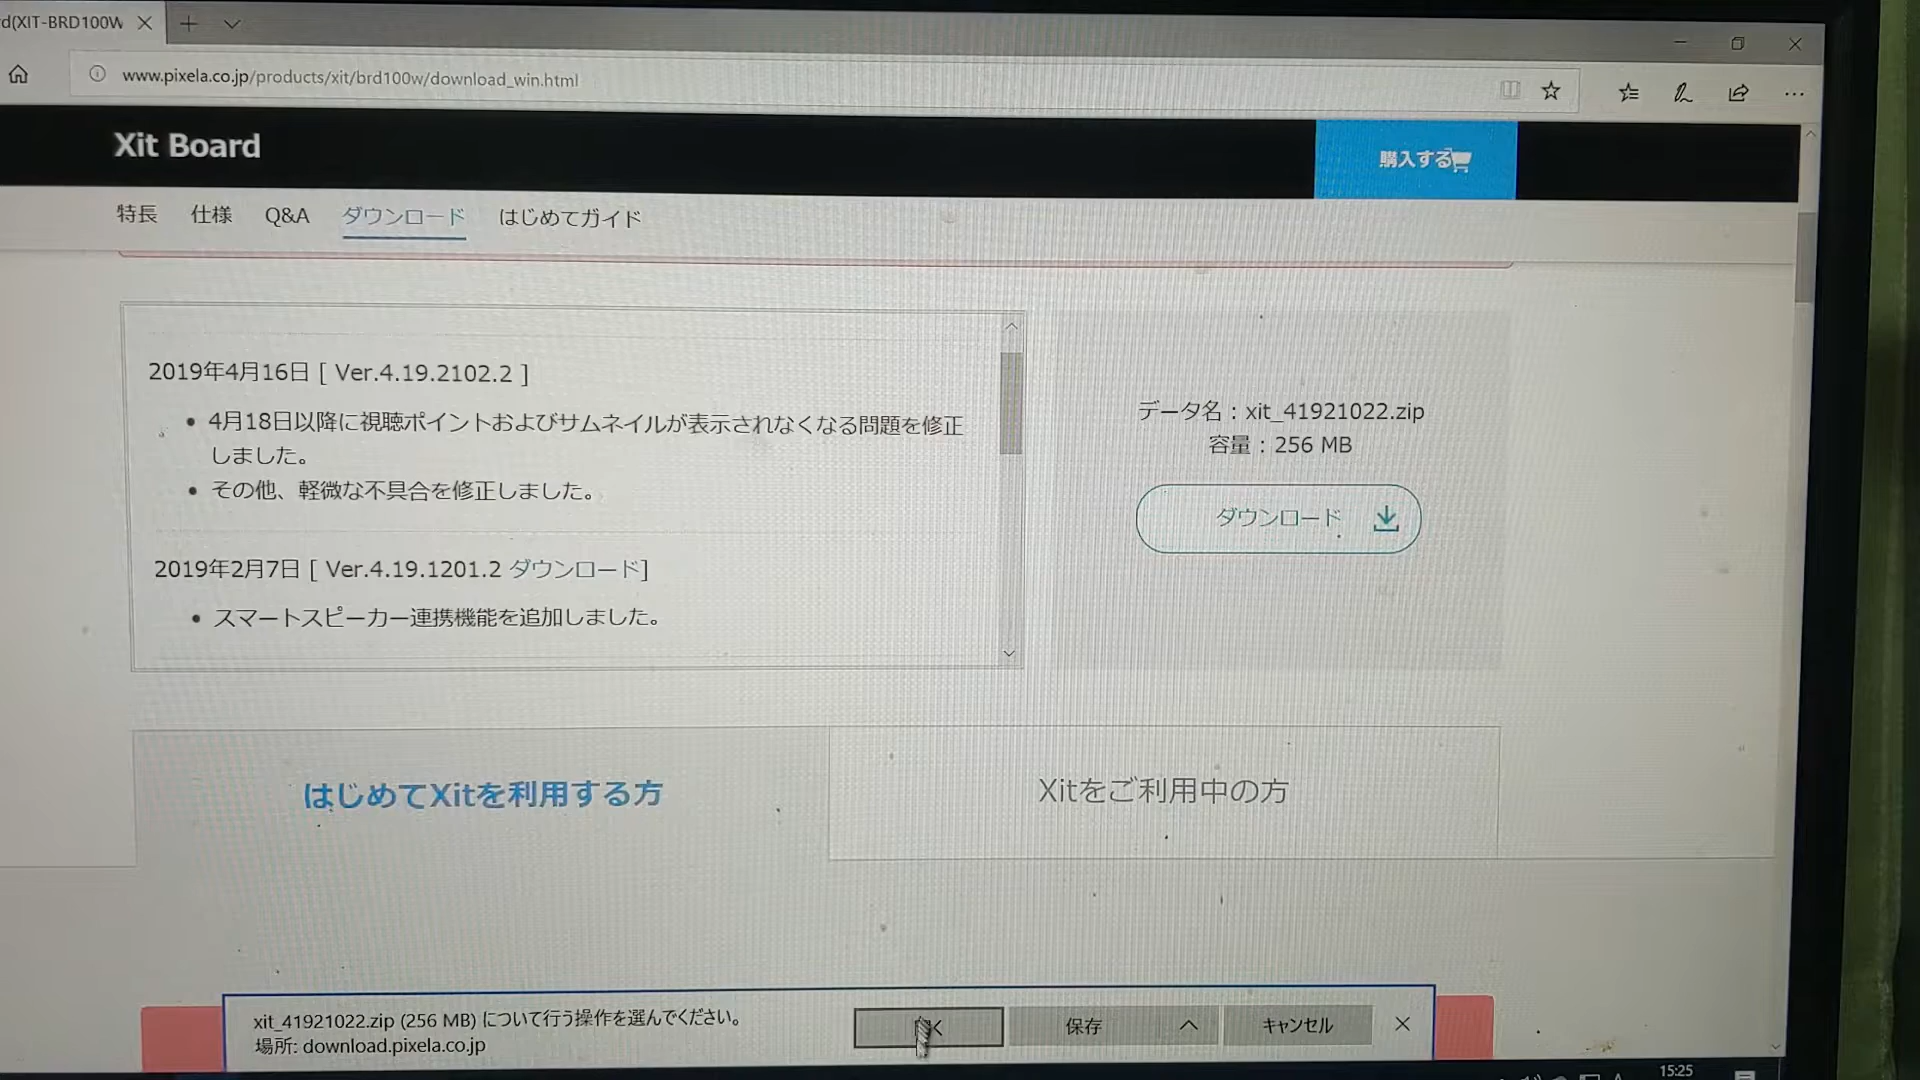 d(XIT-BRD100W
www.pixela.co.jp/products/xit/brd100w/download_win.html
Xit Board
購入する
特長 仕様 Q&A ダウンロード はじめてガイド
2019年4月16日 [ Ver.4.19.2102.2 ]
• 4月18日以降に視聴ポイントおよびサムネイルが表示されなくなる問題を修正
しました。
• その他、軽微な不具合を修正しました。
2019年2月7日 [ Ver.4.19.1201.2 ダウンロード]
• スマートスピーカー連携機能を追加しました。
データ名：xit_41921022.zip
容量：256 MB
ダウンロード
はじめてXitを利用する方
Xitをご利用中の方
xit_41921022.zip (256 MB) について行う操作を選んでください。
場所: download.pixela.co.jp
保存
キャンセル
15:25